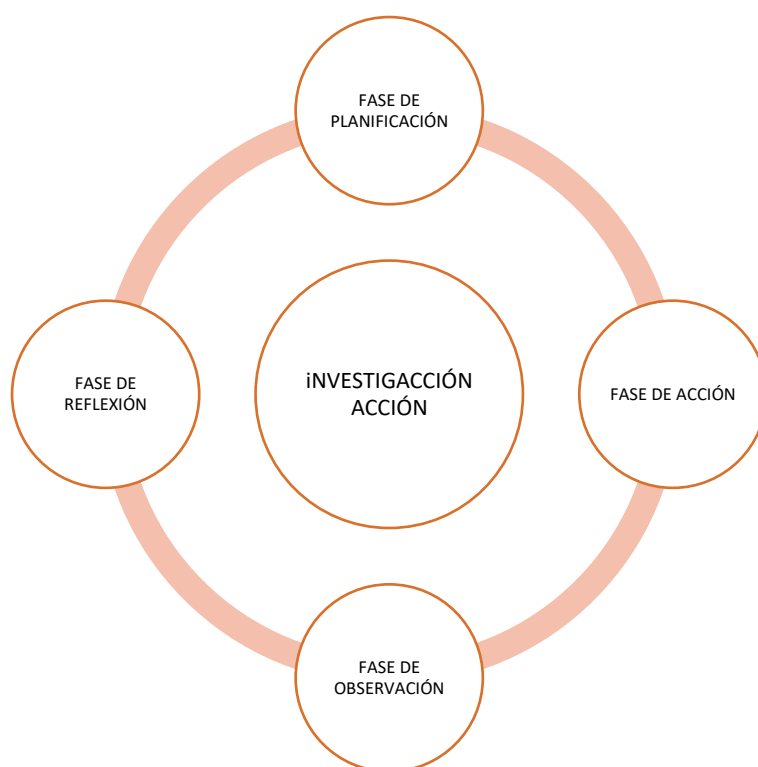 FASE DE
PLANIFICACIÓN
FASE DE
REFLEXIÓN
iNVESTIGACCIÓN
ACCIÓN
FASE DE ACCIÓN
FASE DE
OBSERVACIÓN